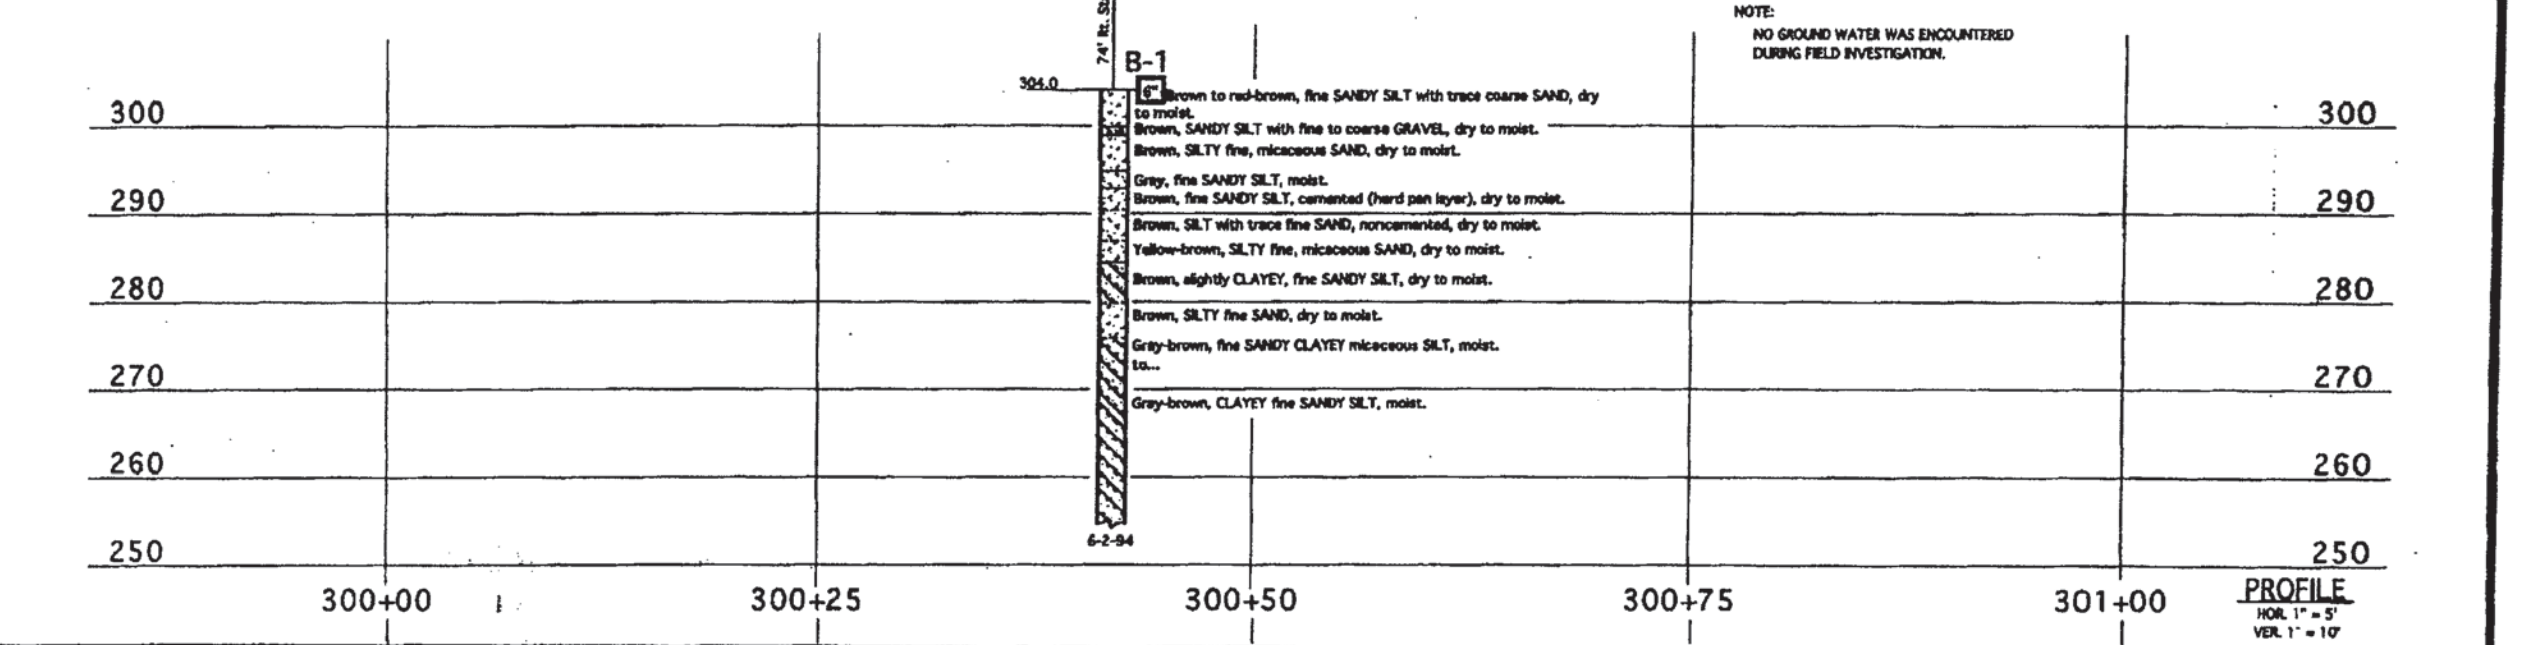 NOTE:
NO GROUND WATER WAS ENCOUNTERED
DURING FIELD INVESTIGATION.
74' Rt.
B-1
304.0
6"
Brown to red-brown, fine SANDY SILT with trace coarse SAND, dry
to moist.
300
300
Brown, SANDY SILT with fine to coarse GRAVEL, dry to moist.
Brown, SILTY fine, micaceous SAND, dry to moist.
Gray, fine SANDY SILT, moist.
290
290
Brown, fine SANDY SILT, cemented (hard pan layer), dry to moist.
Brown, SILT with trace fine SAND, noncemented, dry to moist.
Yellow-brown, SILTY fine, micaceous SAND, dry to moist.
280
280
Brown, slightly CLAYEY, fine SANDY SILT, dry to moist.
Brown, SILTY fine SAND, dry to moist.
Gray-brown, fine SANDY CLAYEY micaceous SILT, moist.
to...
270
270
Gray-brown, CLAYEY fine SANDY SILT, moist.
260
260
6-2-94
250
250
300+00
300+25
300+50
300+75
301+00
PROFILE
HOR. 1" = 5'
VER. 1" = 10'